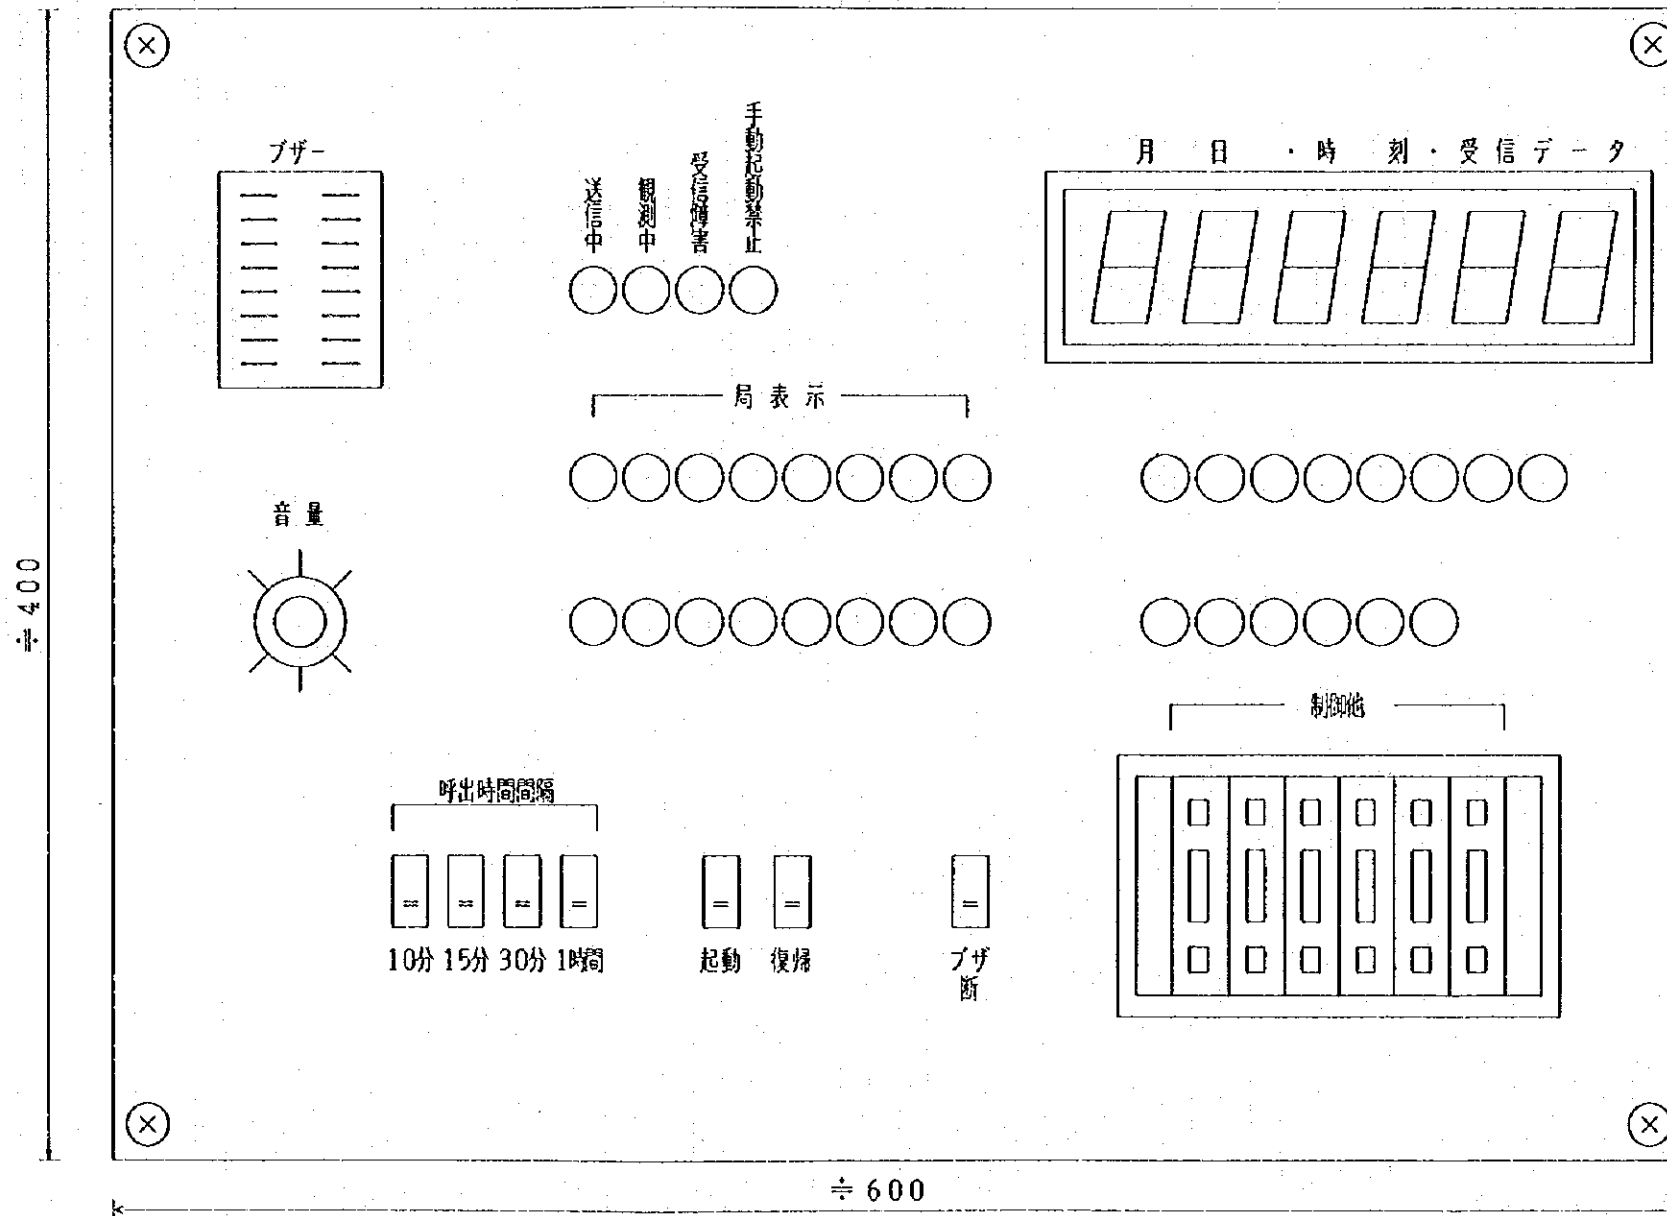 ブザー
送信中
観測中
受信障害
手動起動禁止
月 日 ・時 刻・受信データ
局表示
音量
÷400
制御他
呼出時間間隔
10分 15分 30分 1時間
起動 復帰
ブザ
断
÷600